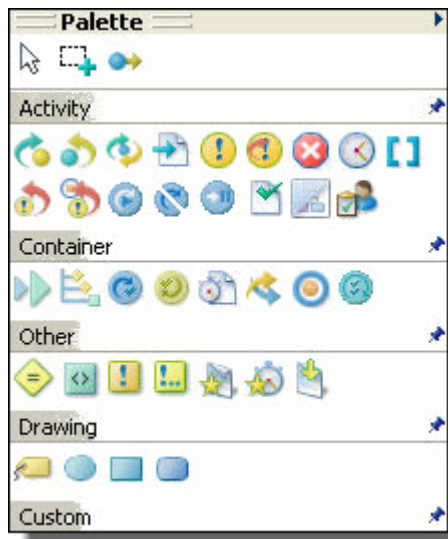 Palette
Activity
Container
Other
Drawing
Custom